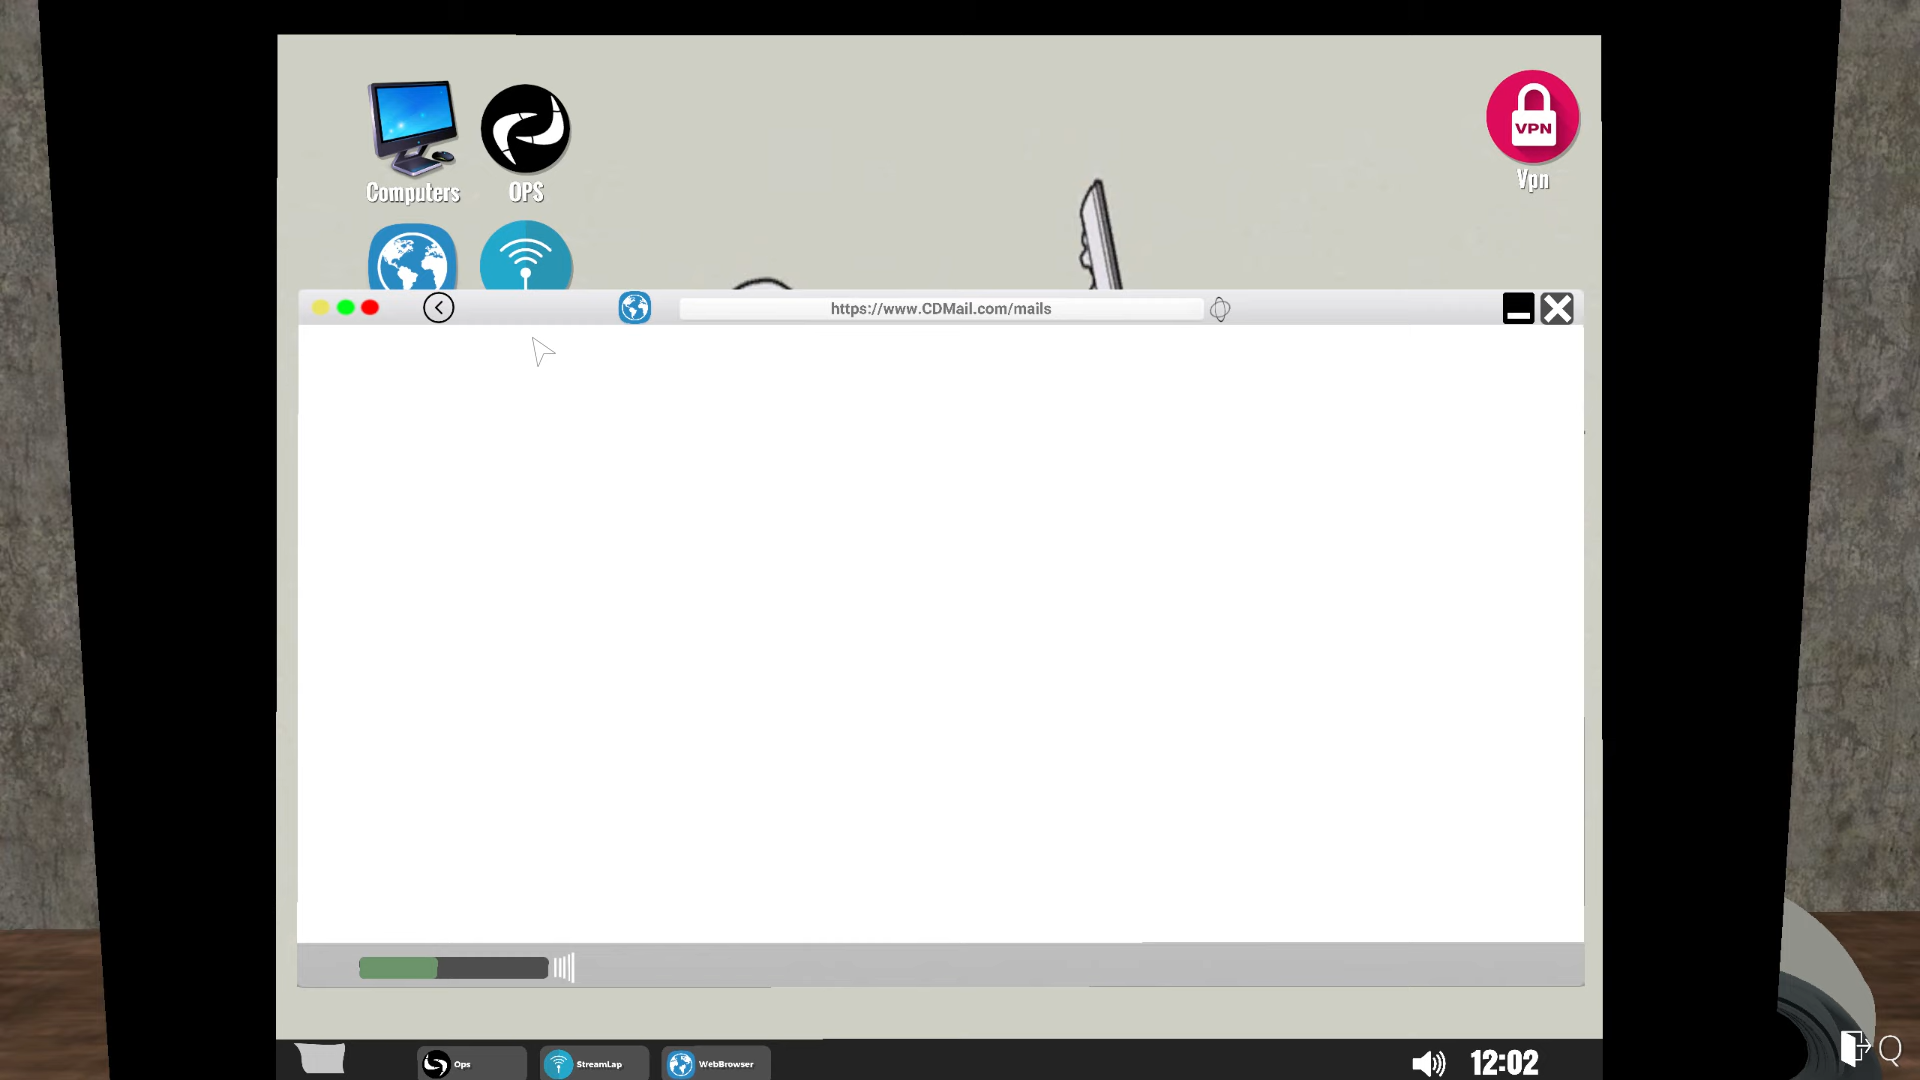 Computers
OPS
VPN
Vpn
https://www.CDMail.com/mails
Ops
StreamLap
WebBrowser
12:02
Q